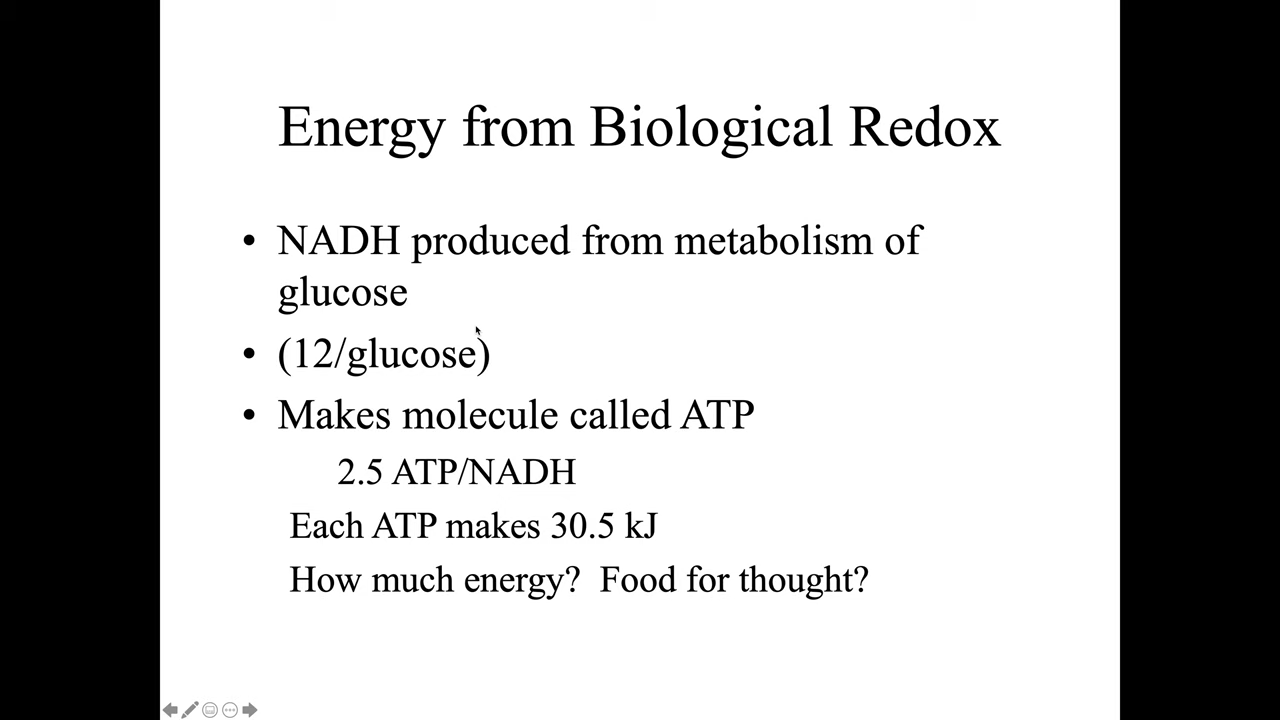 Energy from Biological Redox
• NADH produced from metabolism of
glucose
• (12/glucose)
• Makes molecule called ATP
2.5 ATP/NADH
Each ATP makes 30.5 kJ
How much energy? Food for thought?